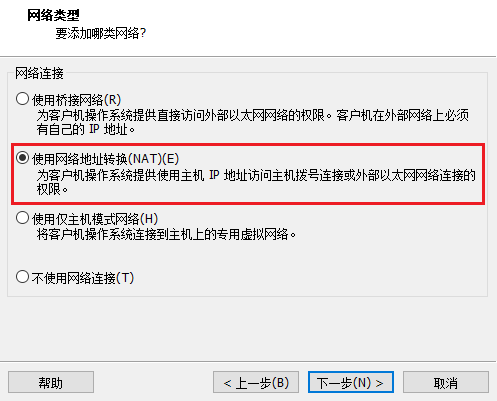 网络类型
要添加哪类网络?
网络连接
使用桥接网络(R)
为客户机操作系统提供直接访问外部以太网网络的权限。客户机在外部网络上必须
有自己的 IP 地址。
使用网络地址转换(NAT)(E)
为客户机操作系统提供使用主机 IP 地址访问主机拨号连接或外部以太网网络连接的
权限。
使用仅主机模式网络(H)
将客户机操作系统连接到主机上的专用虚拟网络。
不使用网络连接(T)
帮助
< 上一步(B)
下一步(N) >
取消